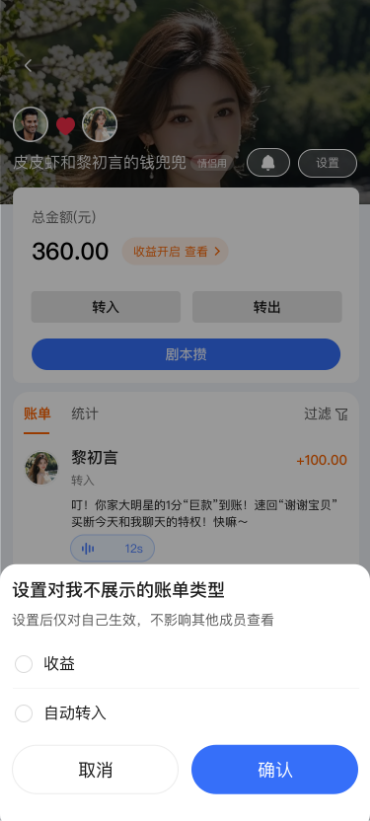 皮皮虾和黎初言的钱兜兜 情侣用 设置
总金额(元)
360.00 收益开启 查看 >
转入 转出
剧本攒
账单 统计 过滤
黎初言 +100.00
转入
叮！你家大明星的1分“巨款”到账！速回“谢谢宝贝”
买断今天和我聊天的特权！快嘛～
12s
设置对我不展示的账单类型
设置后仅对自己生效，不影响其他成员查看
收益
自动转入
取消 确认